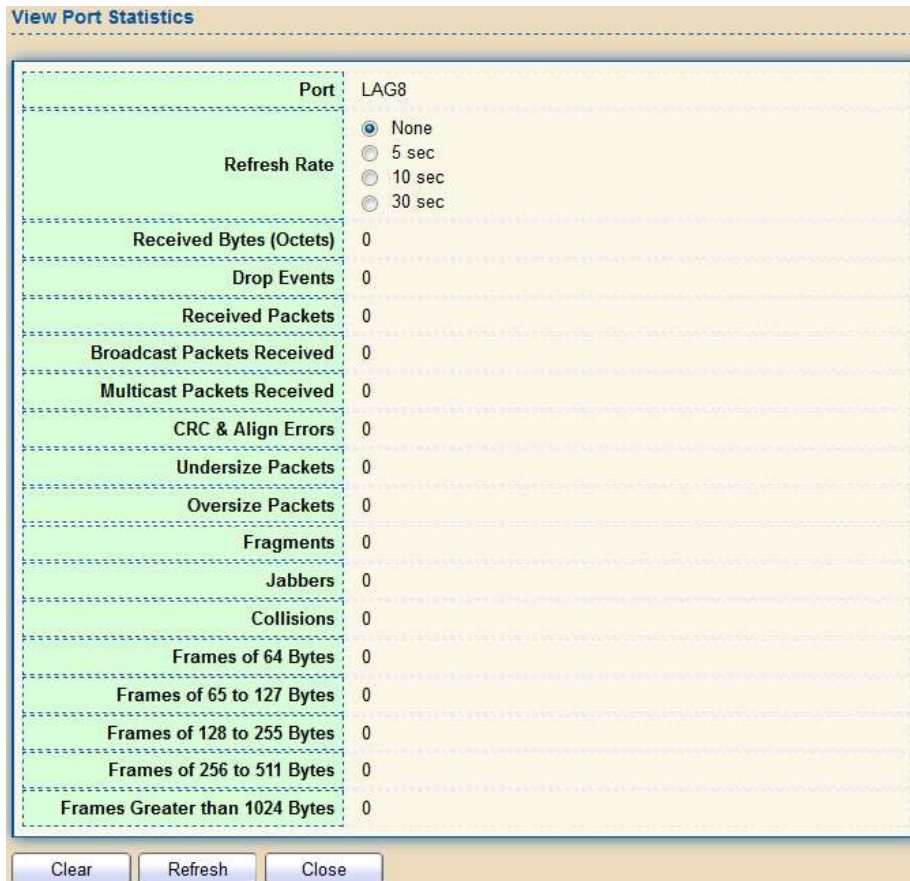 View Port Statistics
Port LAG8
Refresh Rate
None
5 sec
10 sec
30 sec
Received Bytes (Octets) 0
Drop Events 0
Received Packets 0
Broadcast Packets Received 0
Multicast Packets Received 0
CRC & Align Errors 0
Undersize Packets 0
Oversize Packets 0
Fragments 0
Jabbers 0
Collisions 0
Frames of 64 Bytes 0
Frames of 65 to 127 Bytes 0
Frames of 128 to 255 Bytes 0
Frames of 256 to 511 Bytes 0
Frames Greater than 1024 Bytes 0
Clear Refresh Close